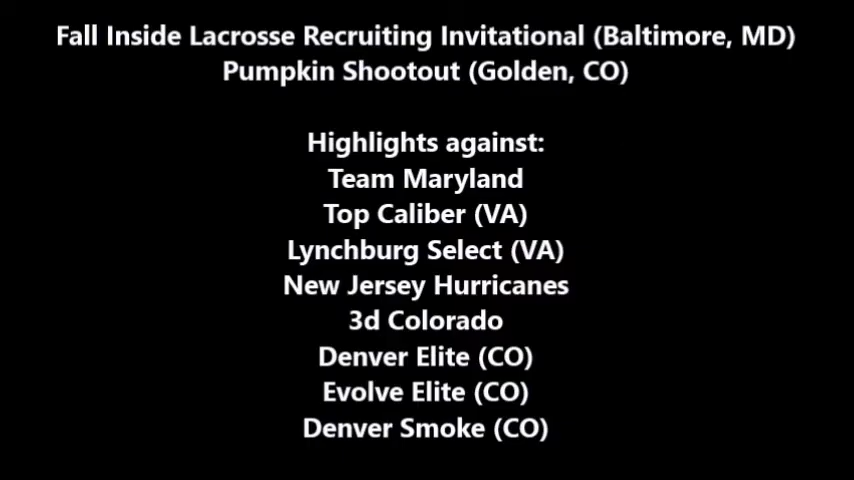 Fall Inside Lacrosse Recruiting Invitational (Baltimore, MD)
Pumpkin Shootout (Golden, CO)
Highlights against:
Team Maryland
Top Caliber (VA)
Lynchburg Select (VA)
New Jersey Hurricanes
3d Colorado
Denver Elite (CO)
Evolve Elite (CO)
Denver Smoke (CO)